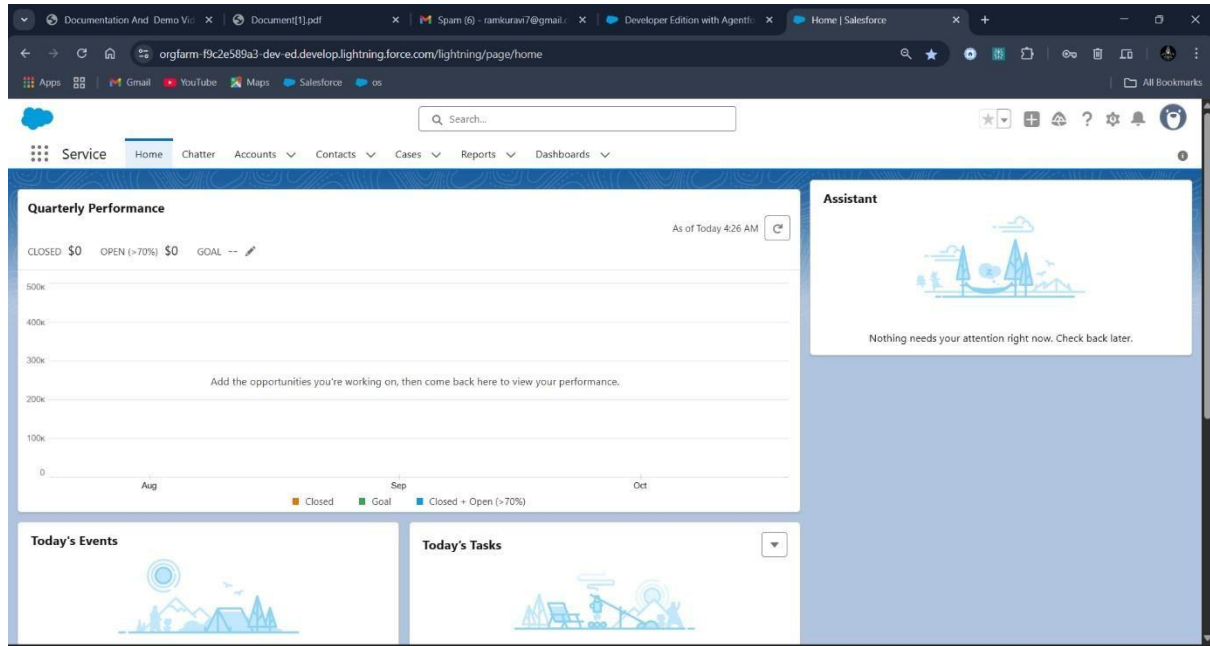 Documentation And Demo Vid
Document[1].pdf
Spam (6) - ramkuravi7@gmail.c
Developer Edition with Agentfo
Home | Salesforce
orgfarm-f9c2e589a3-dev-ed.develop.lightning.force.com/lightning/page/home
Apps Gmail YouTube Maps Salesforce os All Bookmarks
Search...
Service Home Chatter Accounts Contacts Cases Reports Dashboards
Quarterly Performance
As of Today 4:26 AM
CLOSED $0 OPEN (>70%) $0 GOAL --
500K
400K
300K
Add the opportunities you're working on, then come back here to view your performance.
200K
100K
0
Aug Sep Oct
Closed Goal Closed + Open (>70%)
Assistant
Nothing needs your attention right now. Check back later.
Today's Events
Today's Tasks